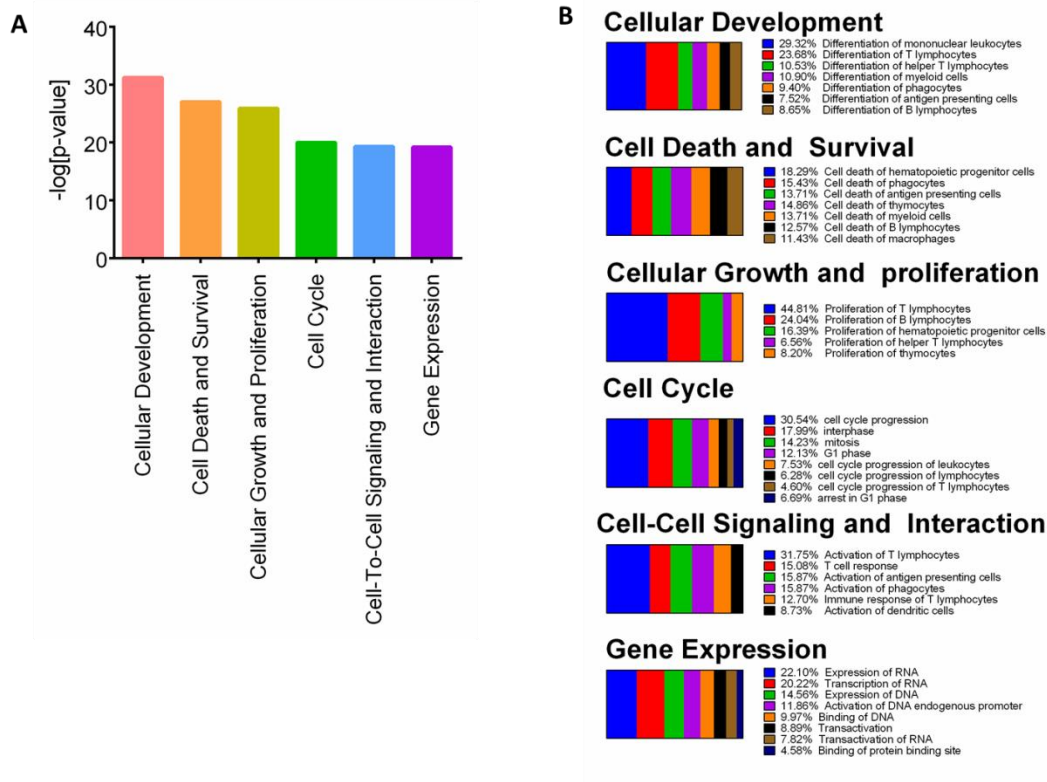 A
-log[p-value]
40
30
20
10
0
Cellular Development
Cell Death and Survival
Cellular Growth and Proliferation
Cell Cycle
Cell-To-Cell Signaling and Interaction
Gene Expression
B
Cellular Development
29.32% Differentiation of mononuclear leukocytes
23.68% Differentiation of T lymphocytes
10.53% Differentiation of helper T lymphocytes
10.90% Differentiation of myeloid cells
9.40% Differentiation of phagocytes
7.52% Differentiation of antigen presenting cells
8.65% Differentiation of B lymphocytes
Cell Death and Survival
18.29% Cell death of hematopoietic progenitor cells
15.43% Cell death of phagocytes
13.71% Cell death of antigen presenting cells
14.86% Cell death of thymocytes
13.71% Cell death of myeloid cells
12.57% Cell death of B lymphocytes
11.43% Cell death of macrophages
Cellular Growth and proliferation
44.81% Proliferation of T lymphocytes
24.04% Proliferation of B lymphocytes
16.39% Proliferation of hematopoietic progenitor cells
6.56% Proliferation of helper T lymphocytes
8.20% Proliferation of thymocytes
Cell Cycle
30.54% cell cycle progression
17.99% interphase
14.23% mitosis
12.13% G1 phase
7.53% cell cycle progression of leukocytes
6.28% cell cycle progression of lymphocytes
4.60% cell cycle progression of T lymphocytes
6.69% arrest in G1 phase
Cell-Cell Signaling and Interaction
31.75% Activation of T lymphocytes
15.08% T cell response
15.87% Activation of antigen presenting cells
15.87% Activation of phagocytes
12.70% Immune response of T lymphocytes
8.73% Activation of dendritic cells
Gene Expression
22.10% Expression of RNA
20.22% Transcription of RNA
14.56% Expression of DNA
11.86% Activation of DNA endogenous promoter
9.97% Binding of DNA
8.89% Transactivation
7.82% Transactivation of RNA
4.58% Binding of protein binding site